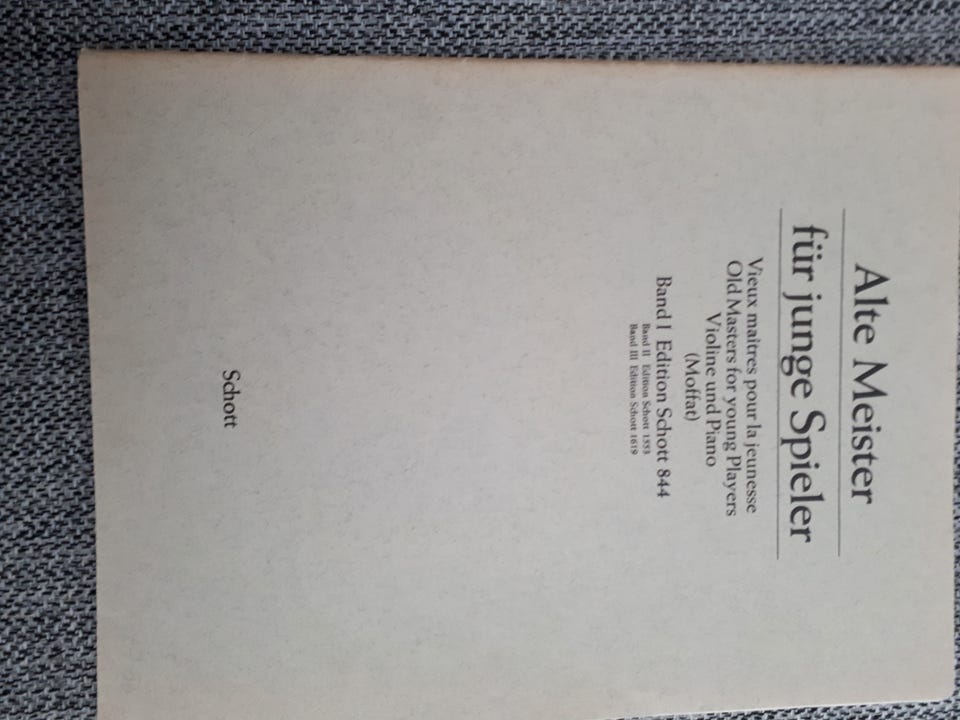 Alte Meister
für junge Spieler
Vieux maîtres pour la jeunesse
Old Masters for young Players
Violine und Piano
(Moffat)
Band I Edition Schott 844
Band II Edition Schott 1553
Band III Edition Schott 1619
Schott